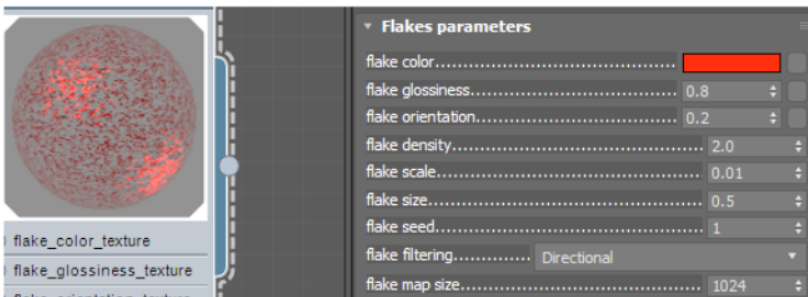 Flakes parameters
flake color
flake glossiness 0.8
flake orientation 0.2
flake density 2.0
flake scale 0.01
flake size 0.5
flake seed 1
flake filtering Directional
flake map size 1024
flake_color_texture
flake_glossiness_texture